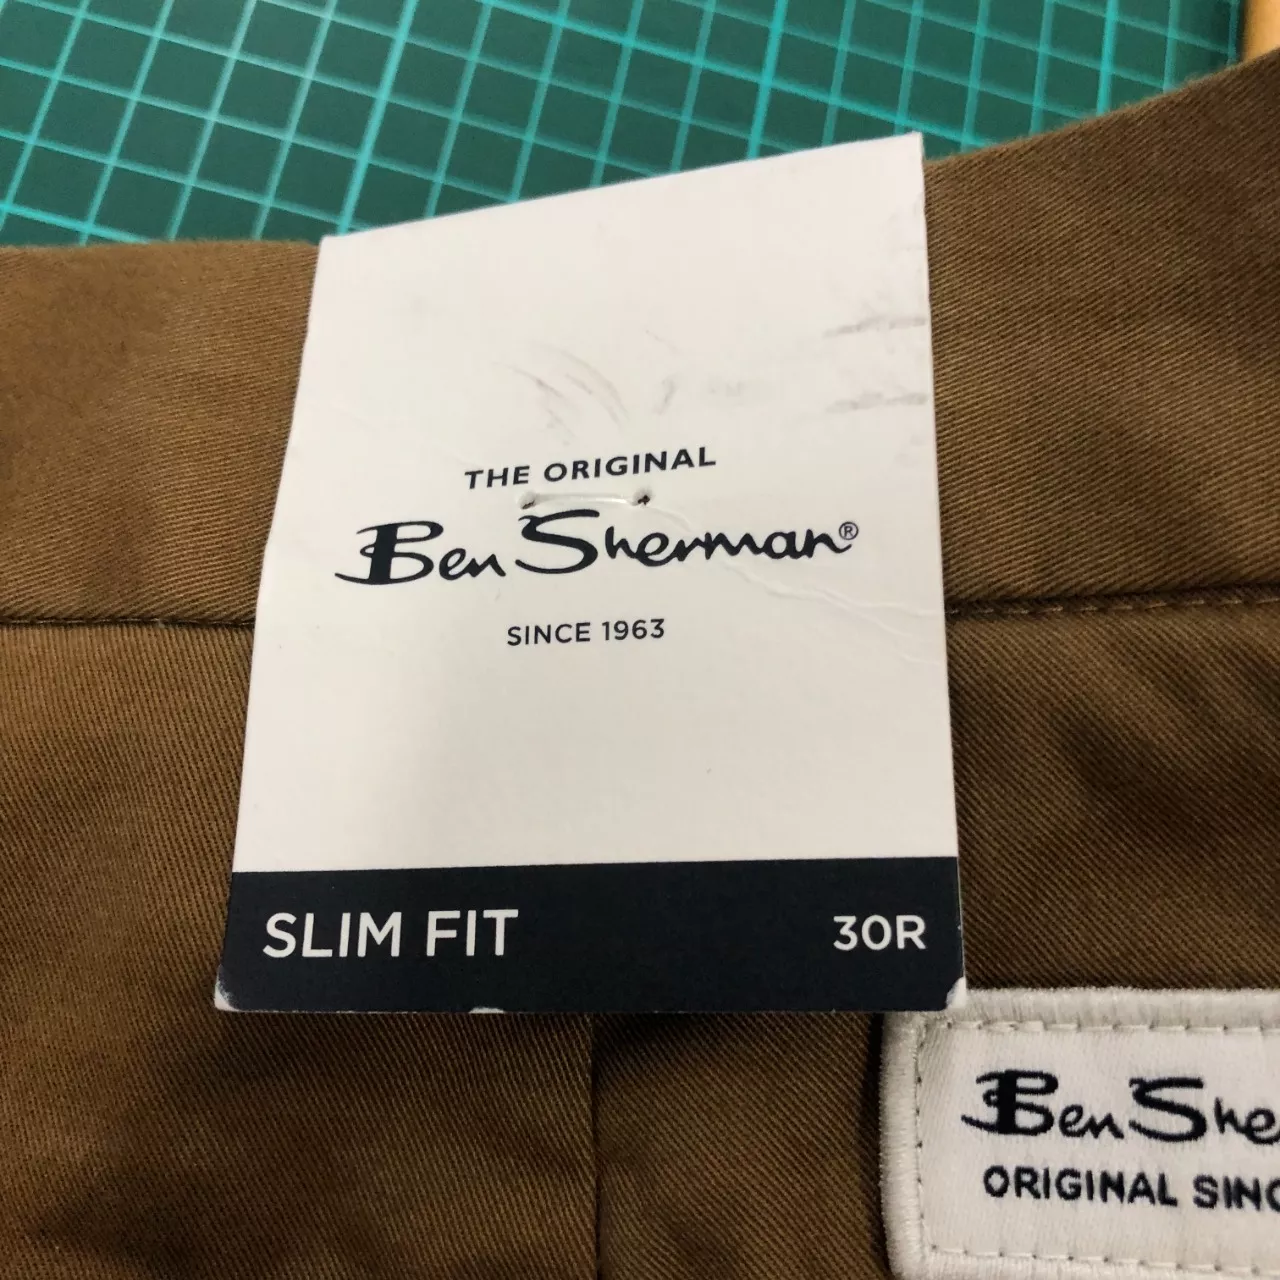 THE ORIGINAL
Ben Sherman®
SINCE 1963
SLIM FIT
30R
Ben She
ORIGINAL SINC